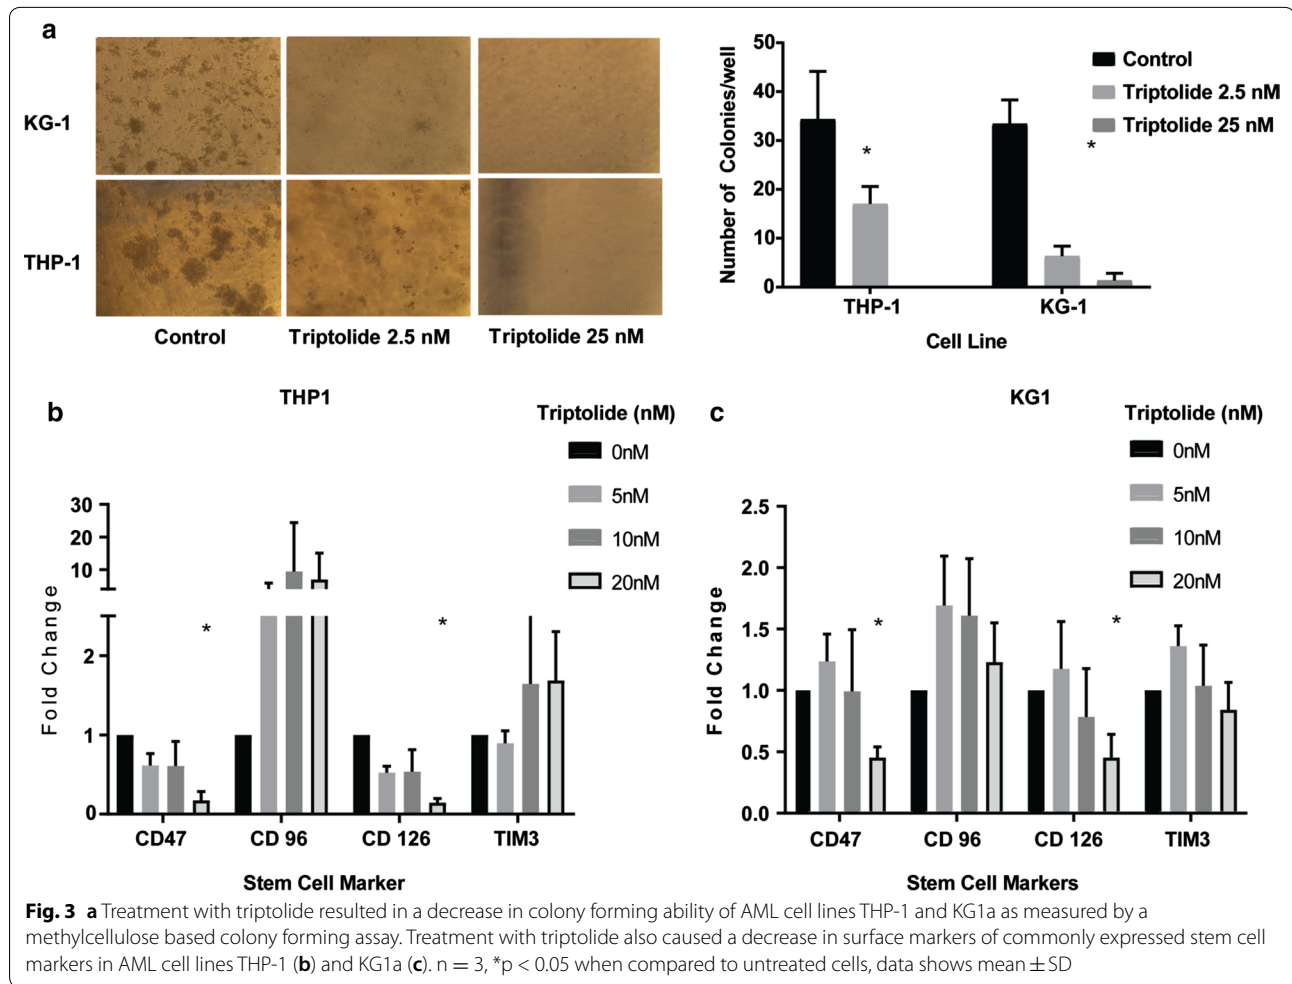 a
KG-1
THP-1
Control
Triptolide 2.5 nM
Triptolide 25 nM
Number of Colonies/well
50
40
30
20
10
0
*
*
Control
Triptolide 2.5 nM
Triptolide 25 nM
THP-1
KG-1
Cell Line
b
THP1
Triptolide (nM)
0nM
5nM
10nM
20nM
Fold Change
30
20
10
2
1
0
*
*
CD47
CD 96
CD 126
TIM3
Stem Cell Marker
c
KG1
Triptolide (nM)
0nM
5nM
10nM
20nM
Fold Change
2.5
2.0
1.5
1.0
0.5
0.0
*
*
CD47
CD 96
CD 126
TIM3
Stem Cell Markers
Fig. 3 a Treatment with triptolide resulted in a decrease in colony forming ability of AML cell lines THP-1 and KG1a as measured by a
methylcellulose based colony forming assay. Treatment with triptolide also caused a decrease in surface markers of commonly expressed stem cell
markers in AML cell lines THP-1 (b) and KG1a (c). n = 3, *p < 0.05 when compared to untreated cells, data shows mean ± SD